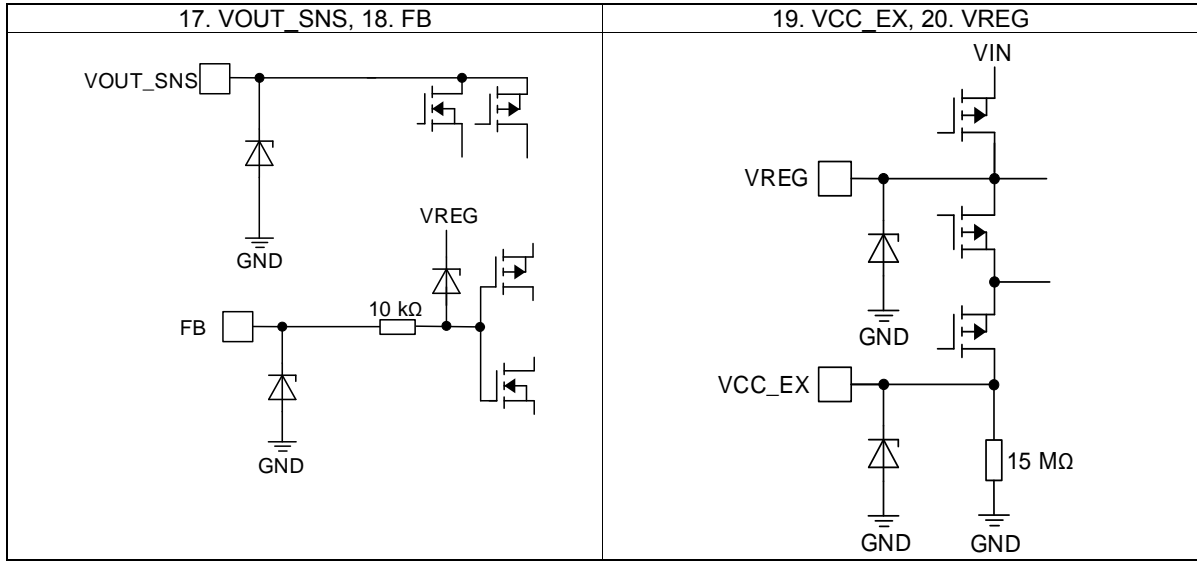 17. VOUT_SNS, 18. FB
VOUT_SNS
GND
VREG
10 kΩ
FB
GND
19. VCC_EX, 20. VREG
VIN
VREG
GND
VCC_EX
15 MΩ
GND
GND